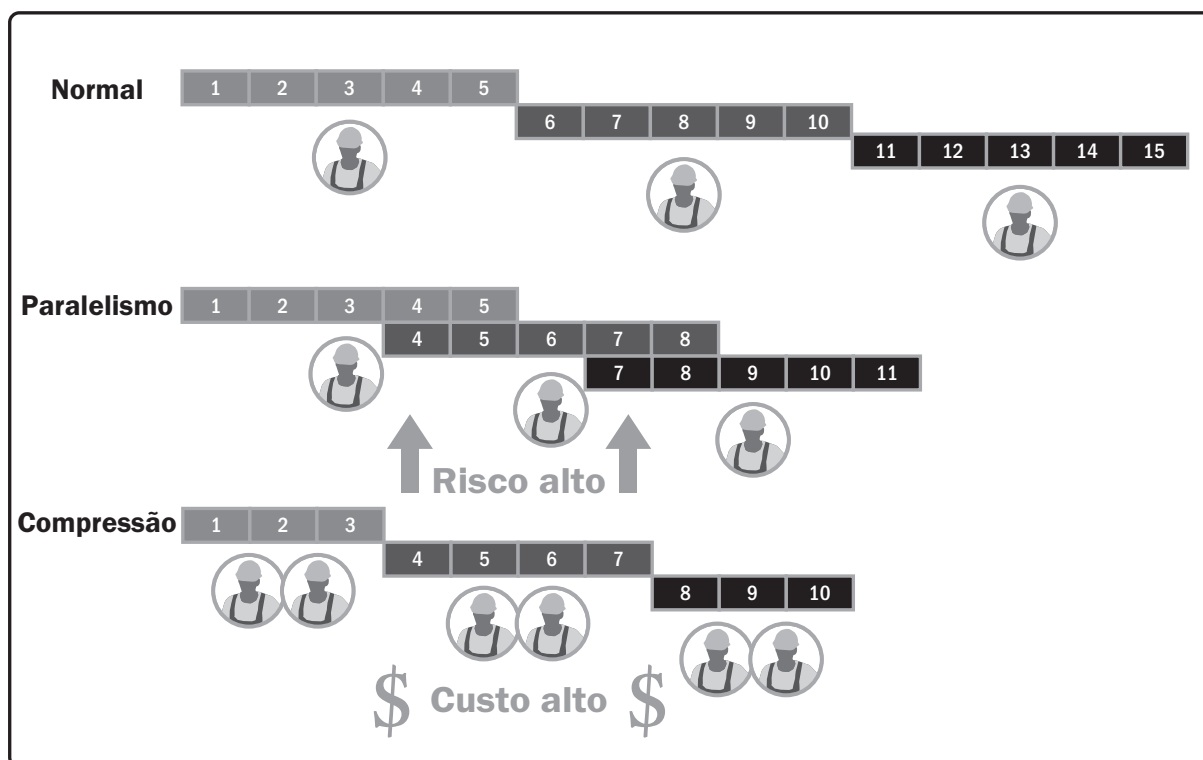 Normal
1 2 3 4 5
6 7 8 9 10
11 12 13 14 15
Paralelismo
1 2 3 4 5
4 5 6 7 8
7 8 9 10 11
Risco alto
Compressão
1 2 3
4 5 6 7
8 9 10
$ Custo alto $